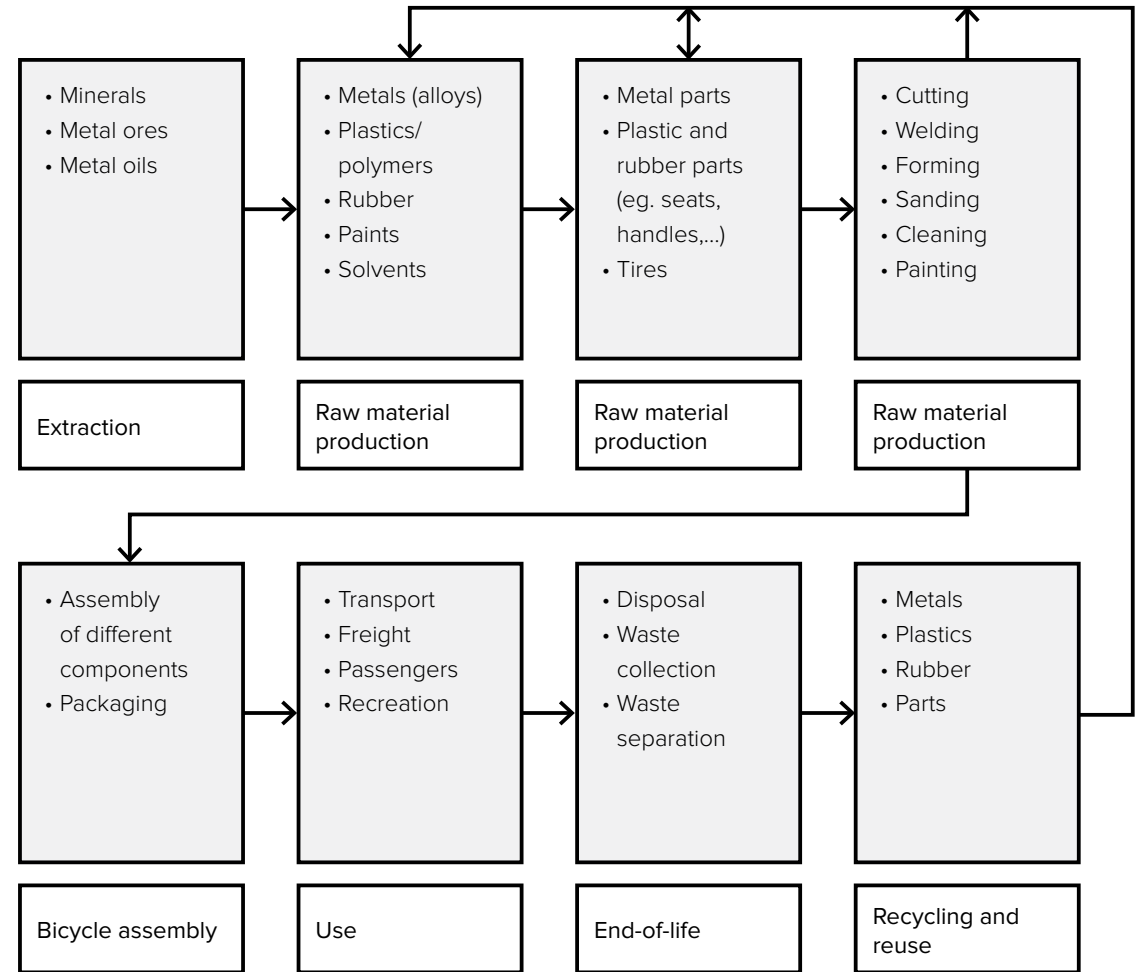 • Minerals
• Metal ores
• Metal oils
Extraction
• Metals (alloys)
• Plastics/
polymers
• Rubber
• Paints
• Solvents
Raw material
production
• Metal parts
• Plastic and
rubber parts
(eg. seats,
handles,...)
• Tires
Raw material
production
• Cutting
• Welding
• Forming
• Sanding
• Cleaning
• Painting
Raw material
production
• Assembly
of different
components
• Packaging
Bicycle assembly
• Transport
• Freight
• Passengers
• Recreation
Use
• Disposal
• Waste
collection
• Waste
separation
End-of-life
• Metals
• Plastics
• Rubber
• Parts
Recycling and
reuse